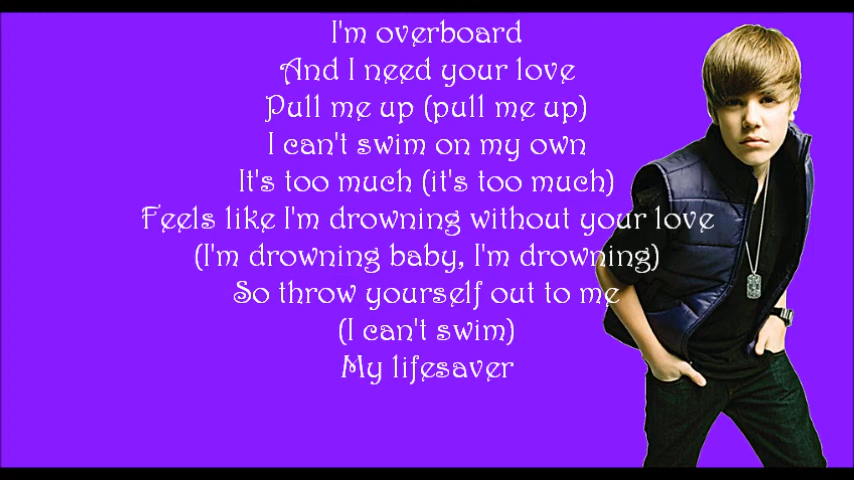 I'm overboard
And I need your love
Pull me up (pull me up)
I can't swim on my own
It's too much (it's too much)
Feels like I'm drowning without your love
(I'm drowning baby, I'm drowning)
So throw yourself out to me
(I can't swim)
My lifesaver